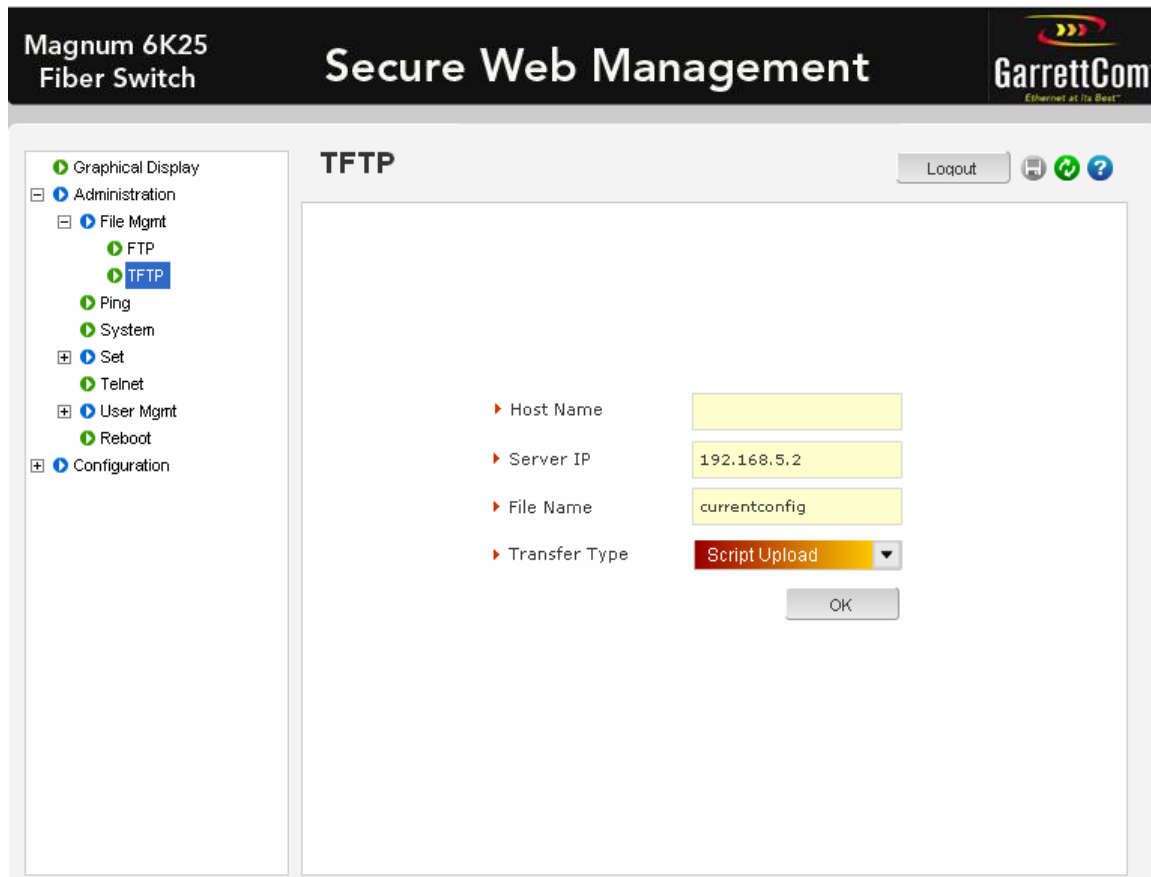 Magnum 6K25
Fiber Switch
Secure Web Management
GarrettCom
Ethernet at its Best™
Graphical Display
Administration
File Mgmt
FTP
TFTP
Ping
System
Set
Telnet
User Mgmt
Reboot
Configuration
TFTP
Logout
?
Host Name
Server IP
192.168.5.2
File Name
currentconfig
Transfer Type
Script Upload
OK